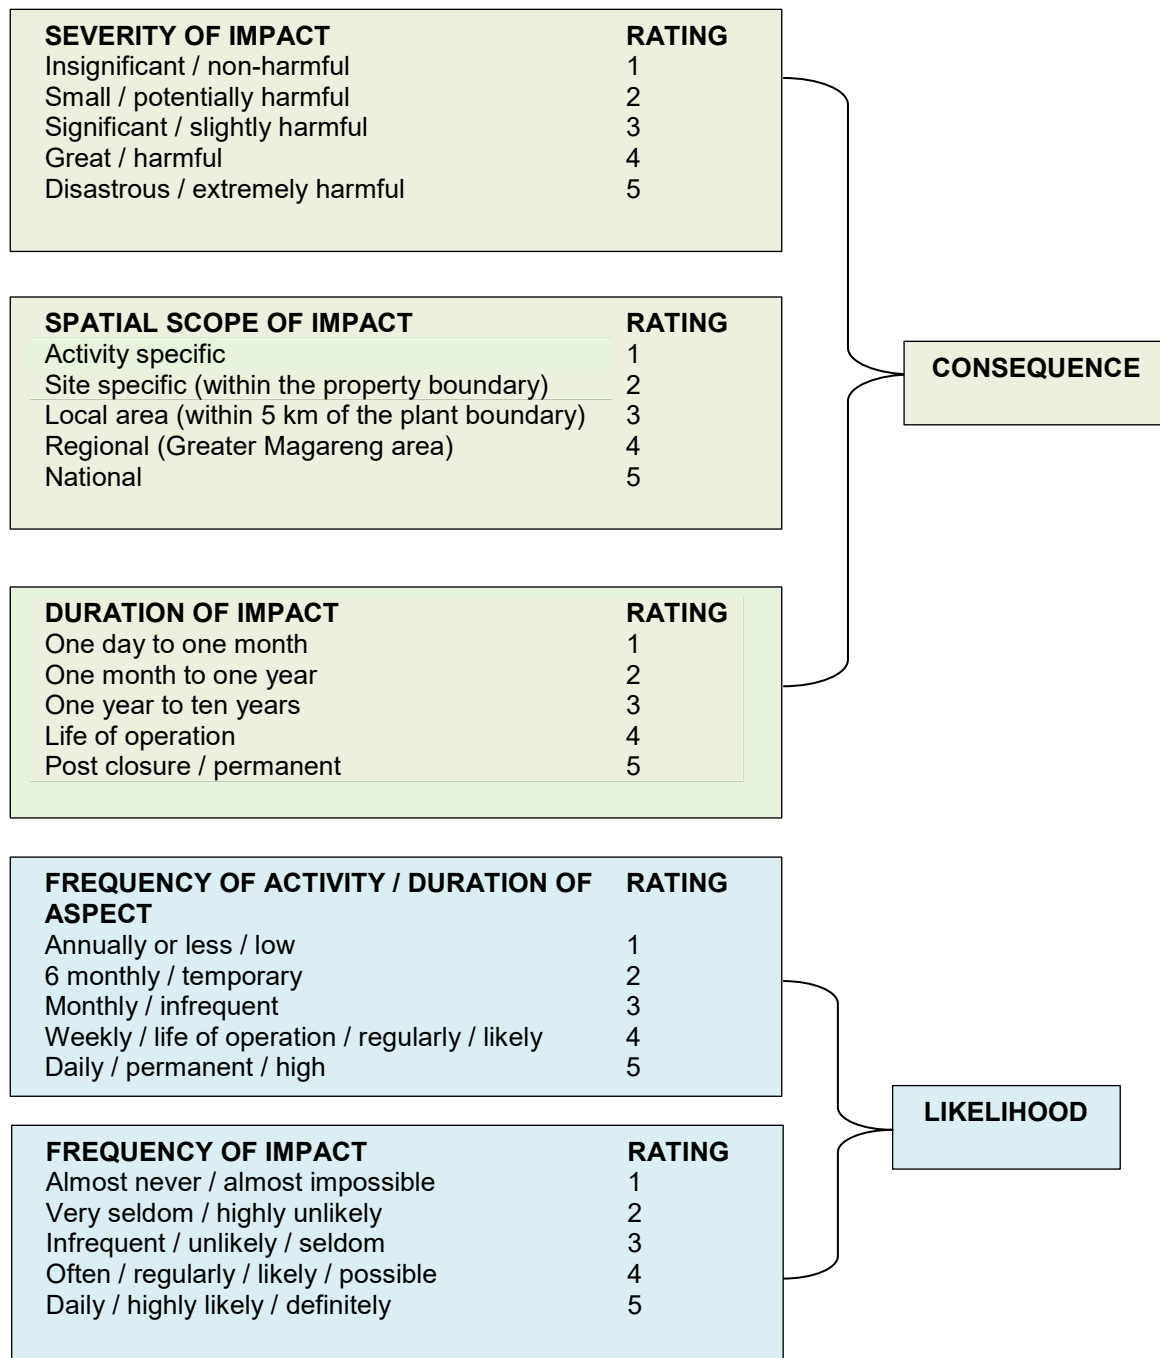 SEVERITY OF IMPACT RATING
Insignificant / non-harmful 1
Small / potentially harmful 2
Significant / slightly harmful 3
Great / harmful 4
Disastrous / extremely harmful 5
SPATIAL SCOPE OF IMPACT RATING
Activity specific 1
Site specific (within the property boundary) 2
Local area (within 5 km of the plant boundary) 3
Regional (Greater Magareng area) 4
National 5
CONSEQUENCE
DURATION OF IMPACT RATING
One day to one month 1
One month to one year 2
One year to ten years 3
Life of operation 4
Post closure / permanent 5
FREQUENCY OF ACTIVITY / DURATION OF RATING
ASPECT
Annually or less / low 1
6 monthly / temporary 2
Monthly / infrequent 3
Weekly / life of operation / regularly / likely 4
Daily / permanent / high 5
LIKELIHOOD
FREQUENCY OF IMPACT RATING
Almost never / almost impossible 1
Very seldom / highly unlikely 2
Infrequent / unlikely / seldom 3
Often / regularly / likely / possible 4
Daily / highly likely / definitely 5